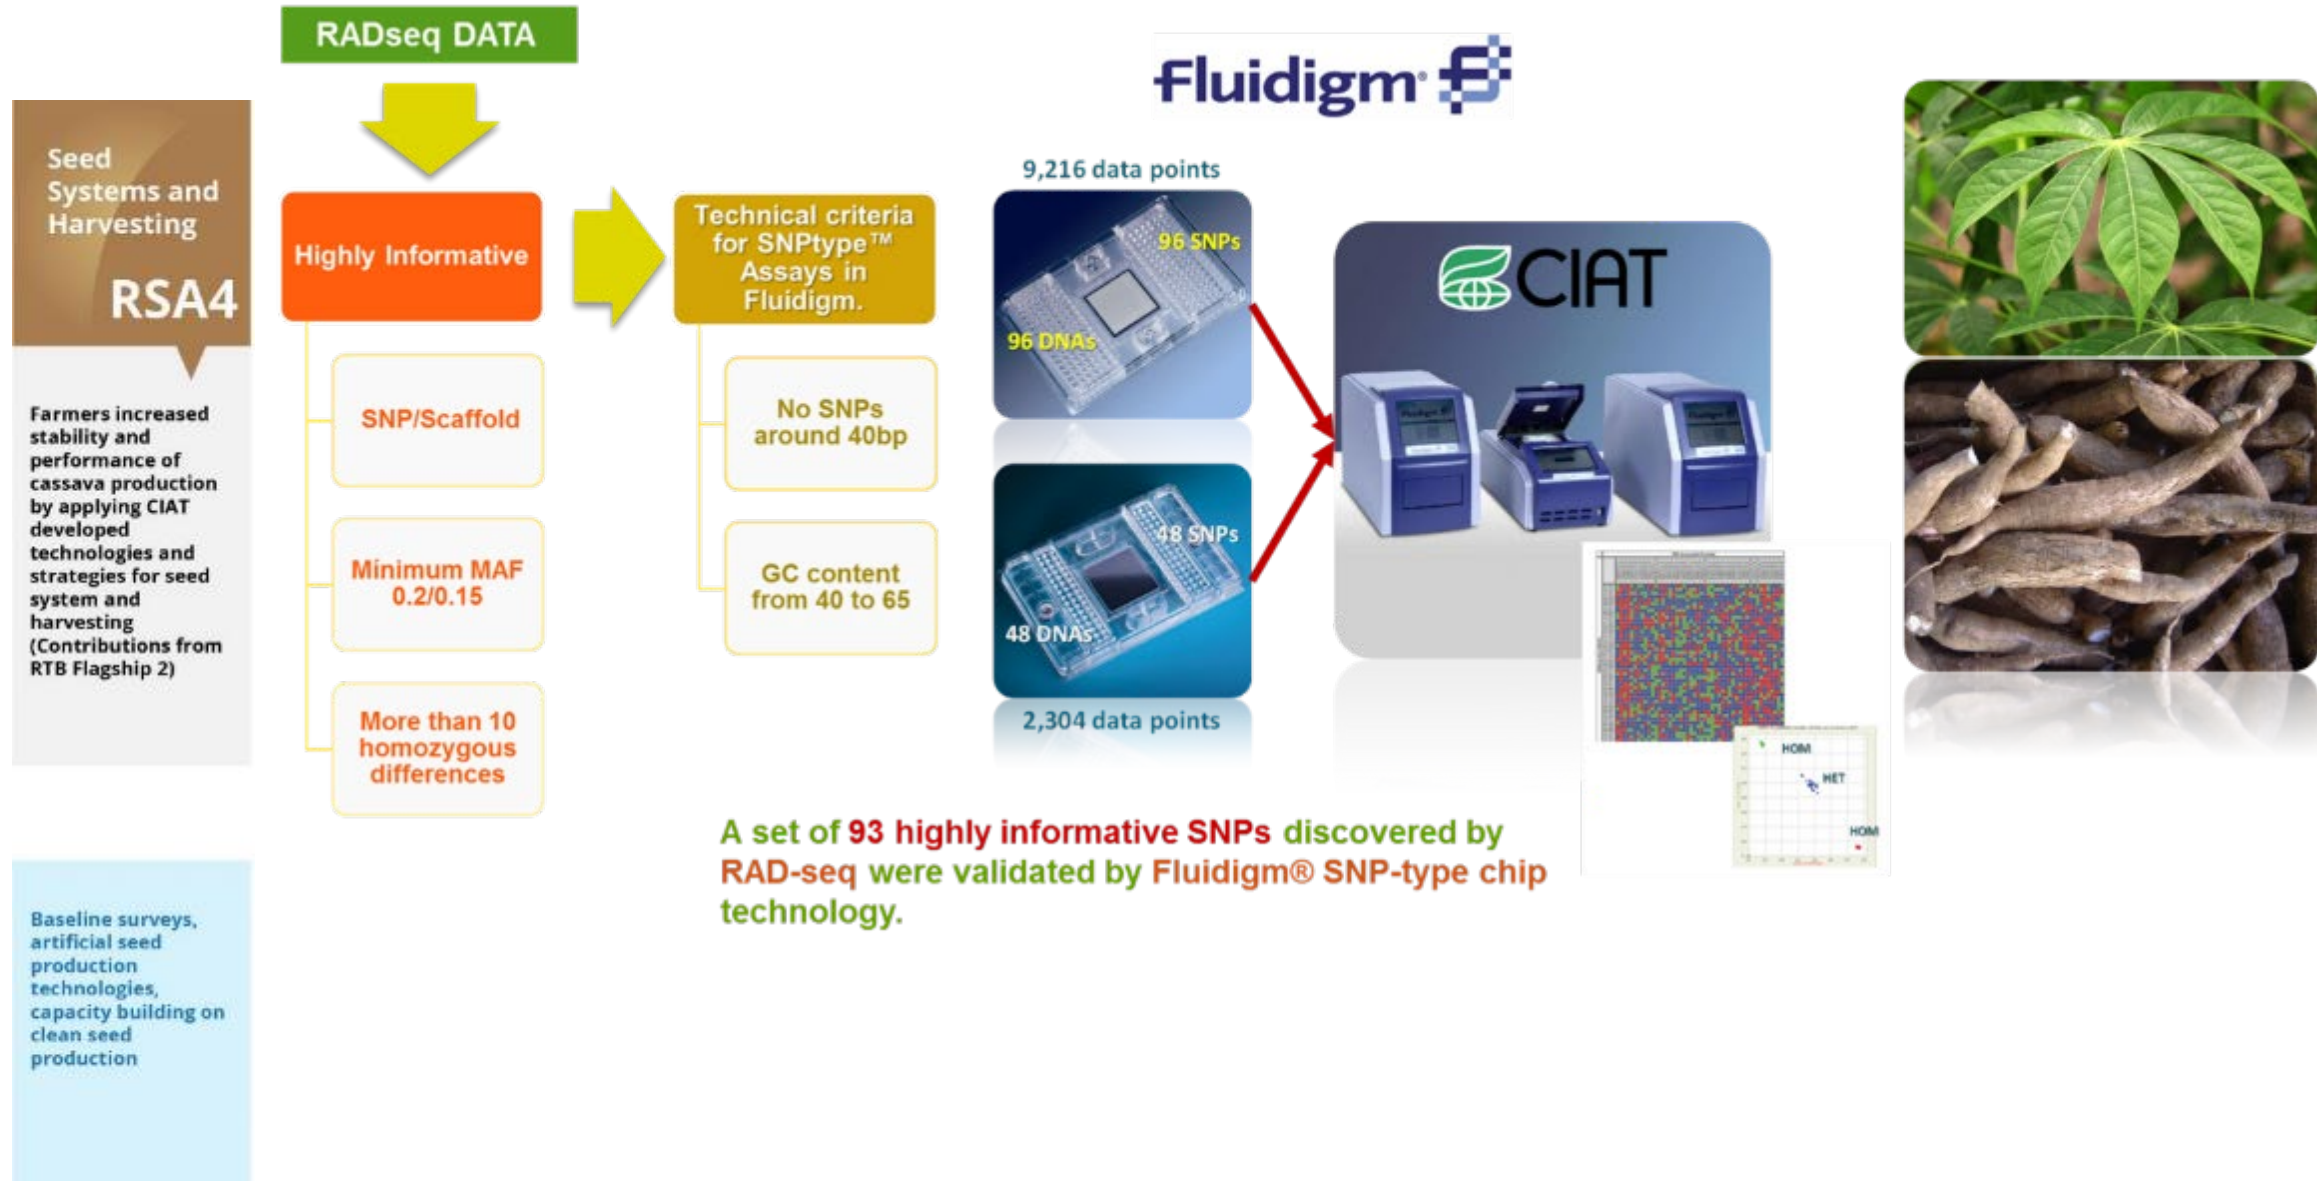 RADseq DATA
Seed
Systems and
Harvesting
RSA4
Farmers increased
stability and
performance of
cassava production
by applying CIAT
developed
technologies and
strategies for seed
system and
harvesting
(Contributions from
RTB Flagship 2)
Baseline surveys,
artificial seed
production
technologies,
capacity building on
clean seed
production
Highly Informative
SNP/Scaffold
Minimum MAF
0.2/0.15
More than 10
homozygous
differences
Technical criteria
for SNPtype™
Assays in
Fluidigm.
No SNPs
around 40bp
GC content
from 40 to 65
Fluidigm®
9,216 data points
96 SNPs
96 DNAs
48 SNPs
48 DNAs
2,304 data points
CIAT
HOM
HET
HOM
A set of 93 highly informative SNPs discovered by
RAD-seq were validated by Fluidigm® SNP-type chip
technology.